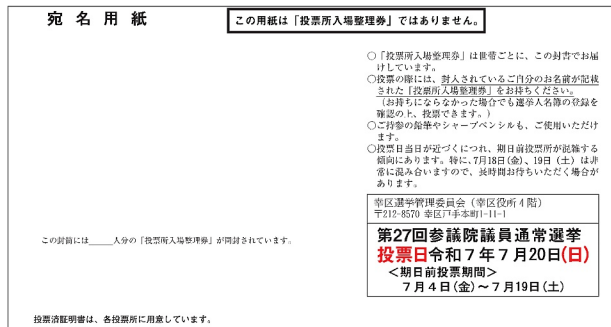 宛名用紙
この用紙は「投票所入場整理券」ではありません。
○「投票所入場整理券」は世帯ごとに、この封書でお届
けしています。
○投票の際には、封入されているご自分のお名前が記載
された「投票所入場整理券」をお持ちください。
（お持ちにならなかった場合でも選挙人名簿の登録を
確認の上、投票できます。）
○ご持参の鉛筆やシャープペンシルも、ご使用いただけ
ます。
○投票日当日が近づくにつれ、期日前投票所が混雑する
傾向にあります。特に、7月18日(金)、19日（土）は非
常に混み合いますので、長時間お待ちいただく場合が
あります。
幸区選挙管理委員会（幸区役所4階）
〒212-8570 幸区戸手本町1-11-1
第27回参議院議員通常選挙
投票日令和7年7月20日(日)
＜期日前投票期間＞
7月4日(金)～7月19日(土)
この封筒には＿＿＿人分の「投票所入場整理券」が同封されています。
投票済証明書は、各投票所に用意しています。